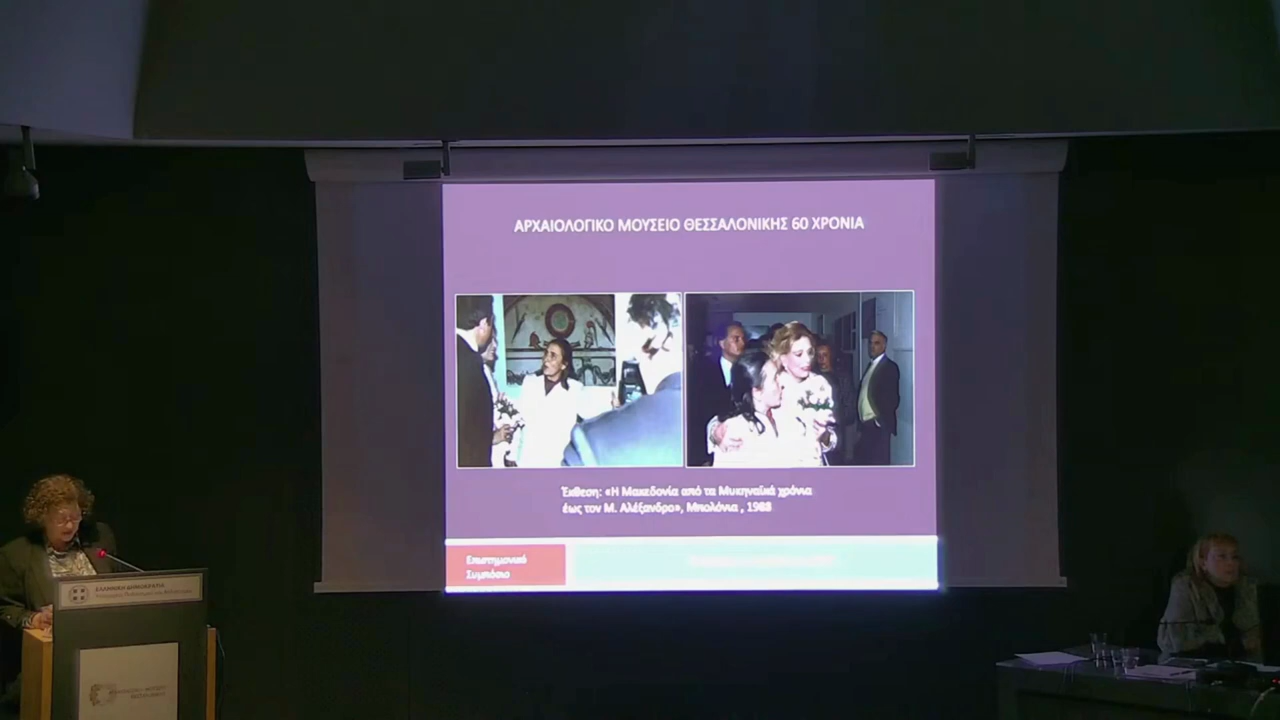 ΑΡΧΑΙΟΛΟΓΙΚΟ ΜΟΥΣΕΙΟ ΘΕΣΣΑΛΟΝΙΚΗΣ 60 ΧΡΟΝΙΑ
Έκθεση: «Η Μακεδονία από τα Μυκηναϊκά χρόνια
έως τον Μ. Αλέξανδρο», Μπολόνια , 1988
Επιστημονικό
Συμπόσιο
ΕΛΛΗΝΙΚΗ ΔΗΜΟΚΡΑΤΙΑ